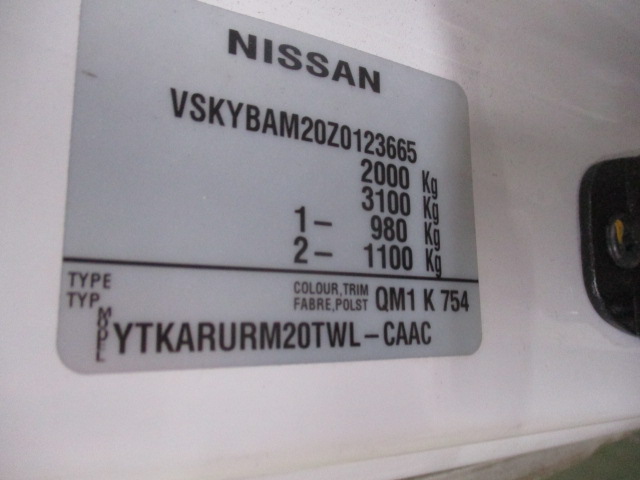 NISSAN
VSKYBAM20Z0123665
2000 Kg
3100 Kg
1– 980 Kg
2– 1100 Kg
TYPE
TYP.
COLOUR,TRIM
FABRE,POLST
QM1 K 754
MODEL YTKARURM20TWL–CAAC